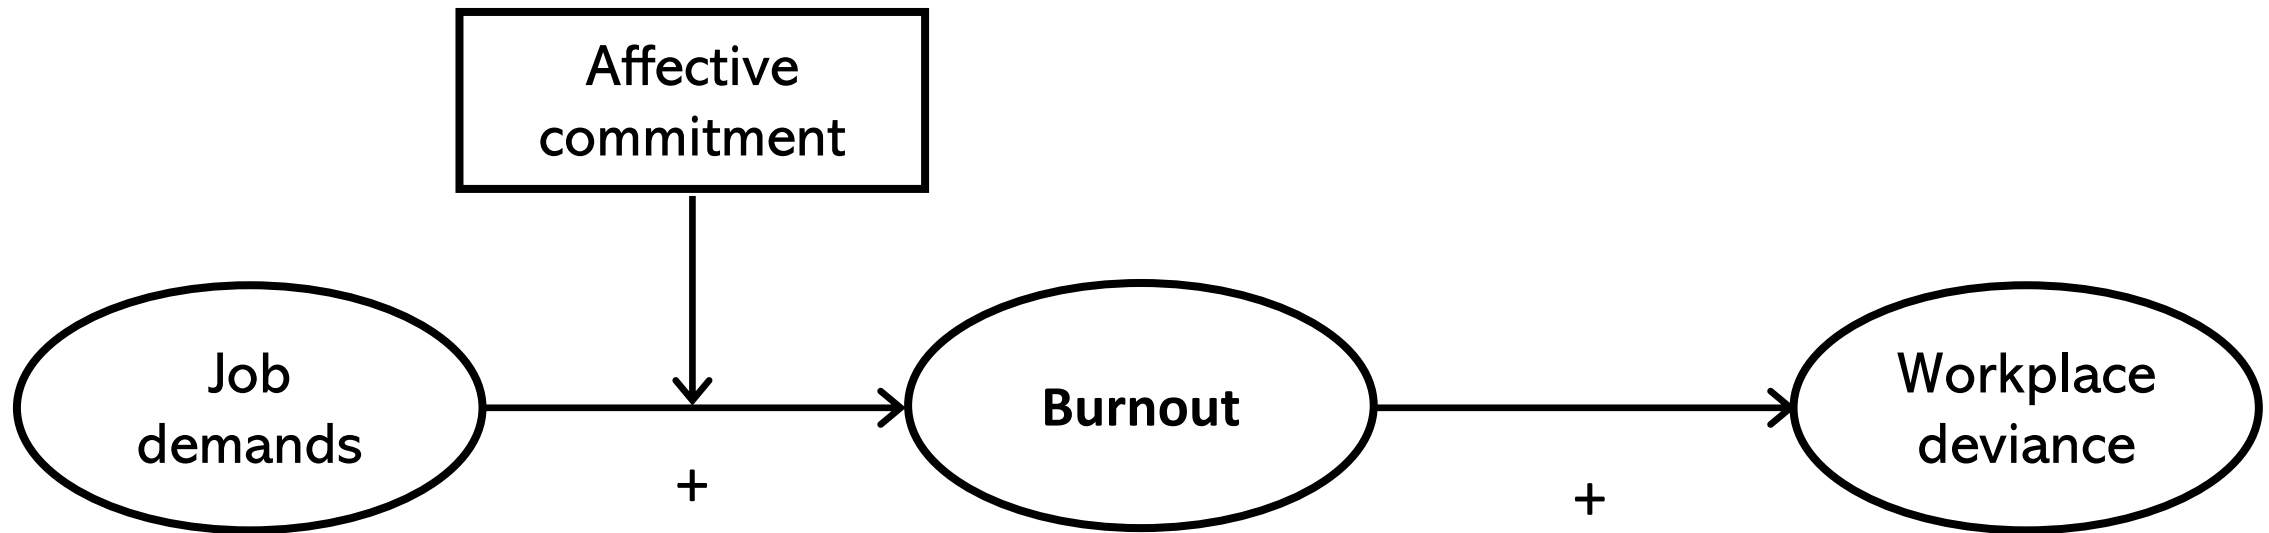 Affective
commitment
Job
demands
Burnout
Workplace
deviance
+
+